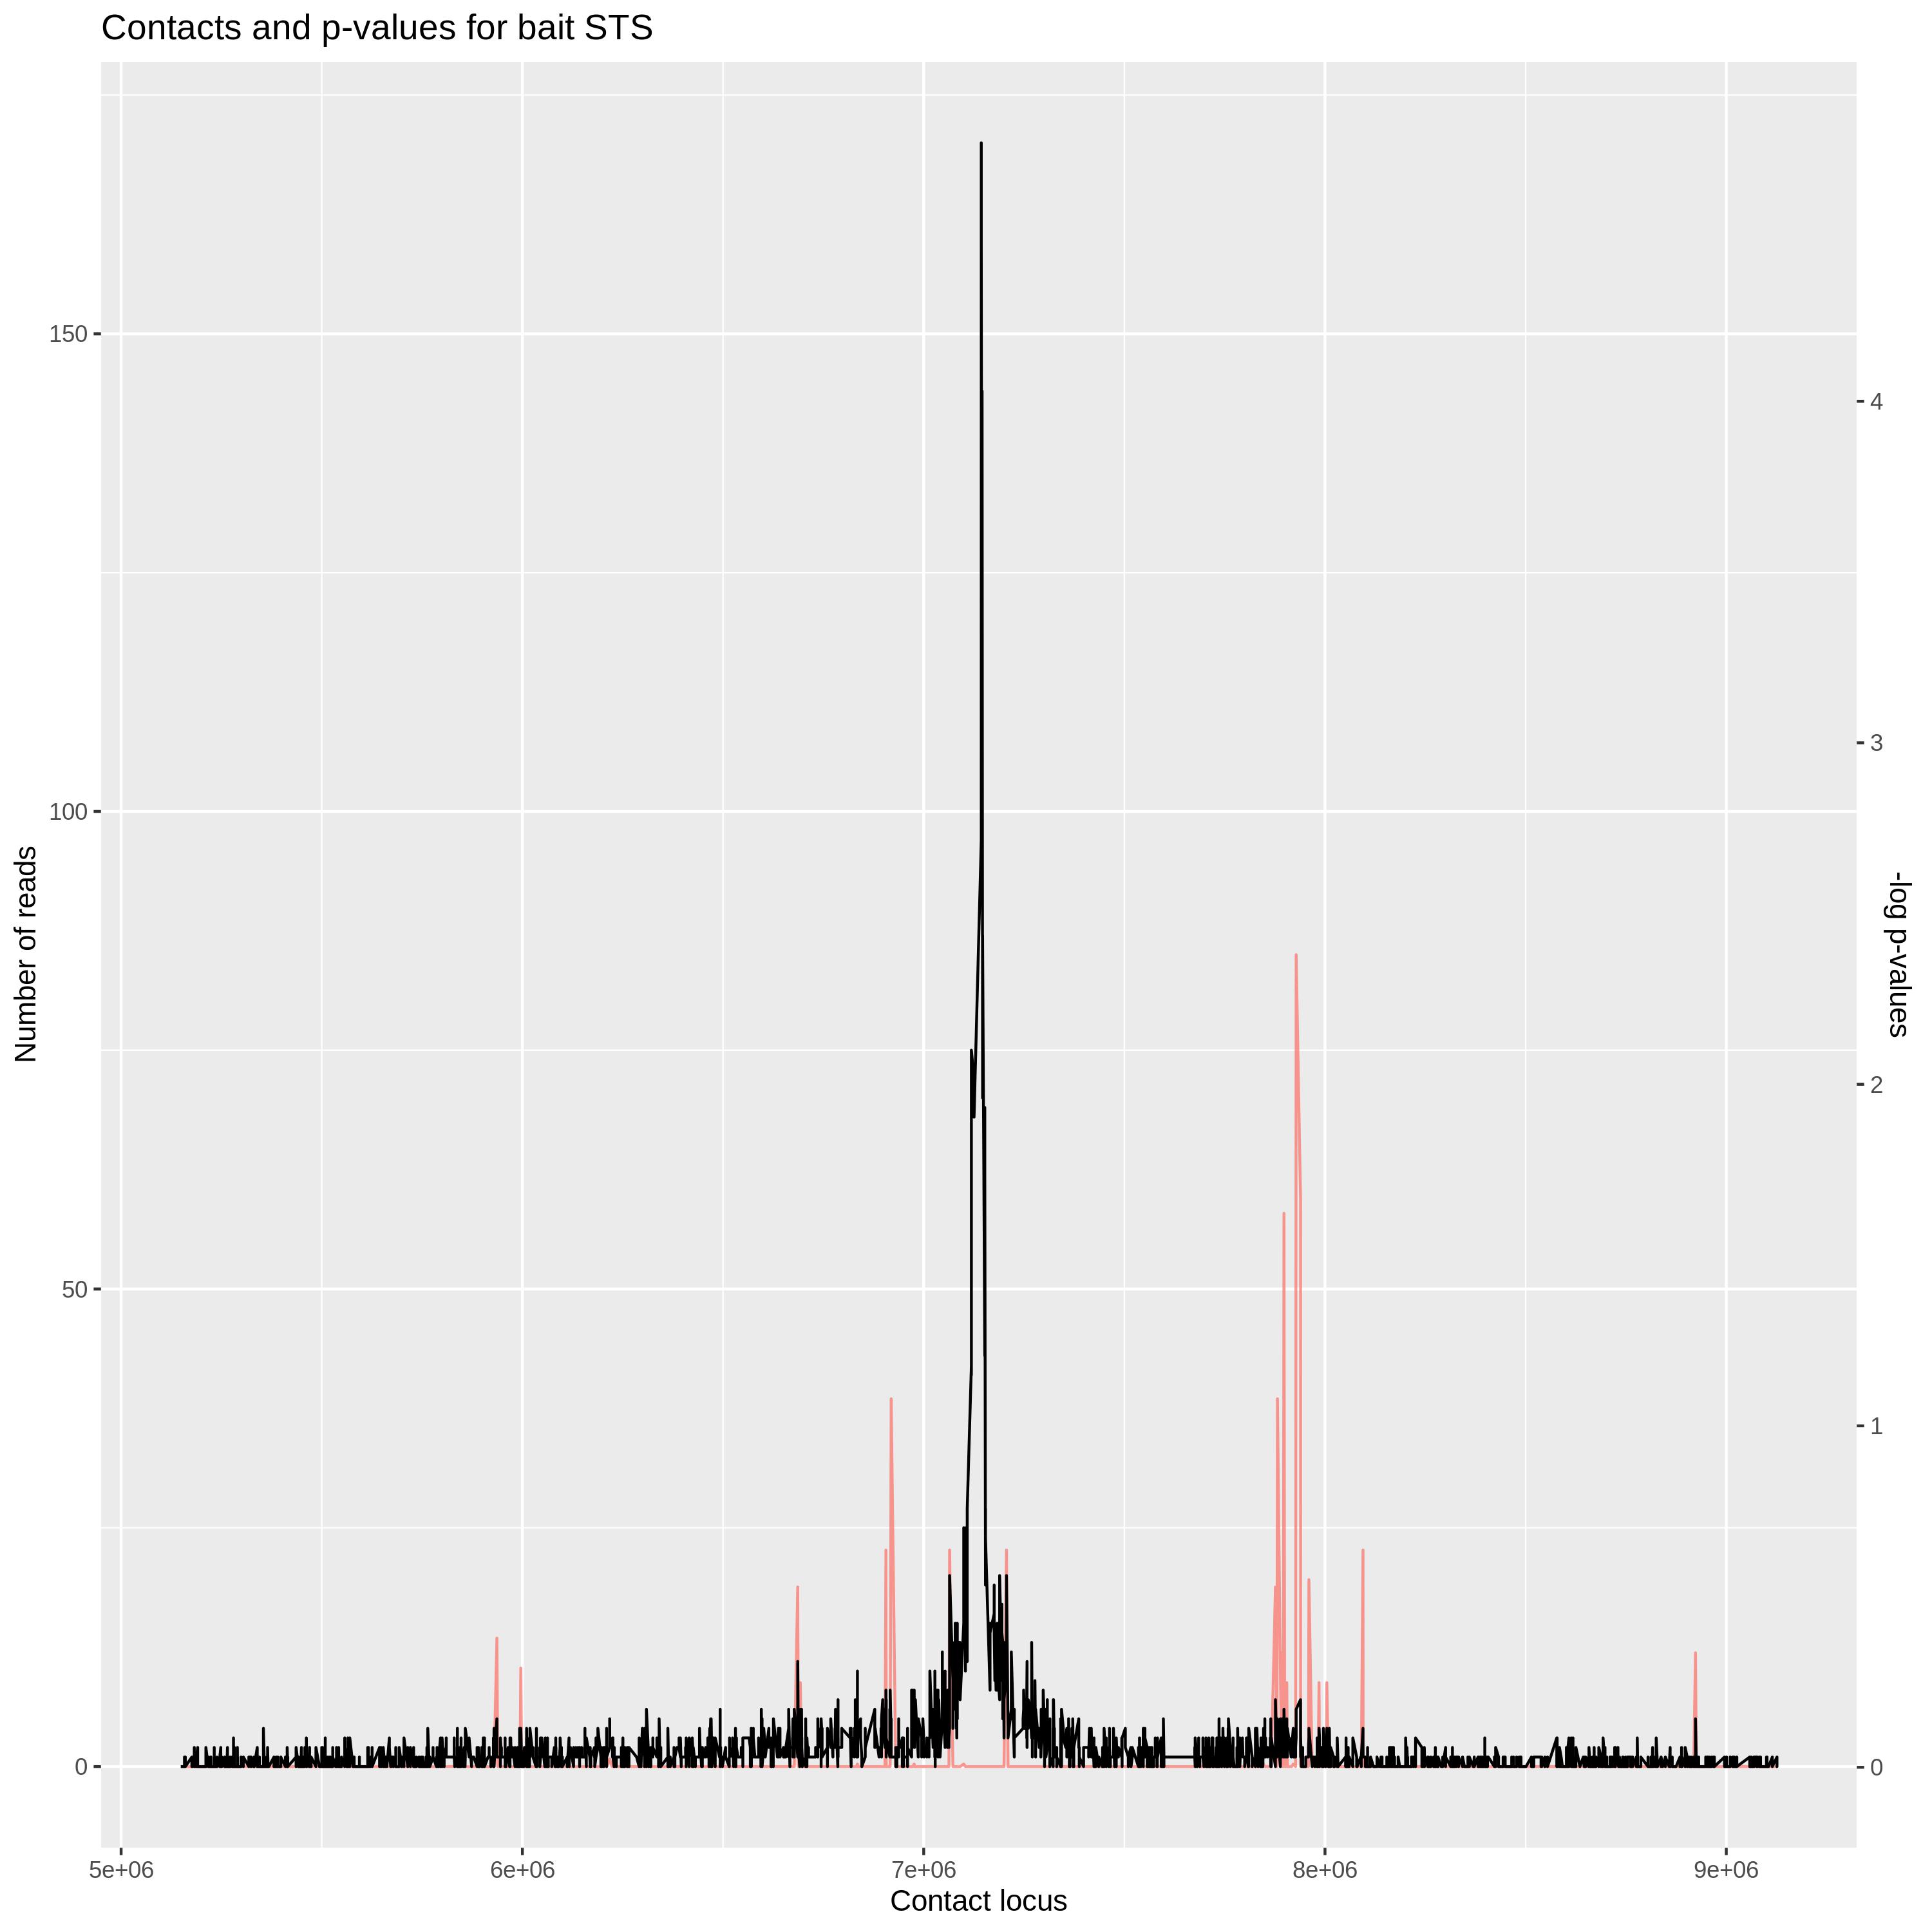 Contacts and p-values for bait STS
Number of reads
150
100
50
0
4
3
2
1
0
-log p-values
5e+06
6e+06
7e+06
8e+06
9e+06
Contact locus